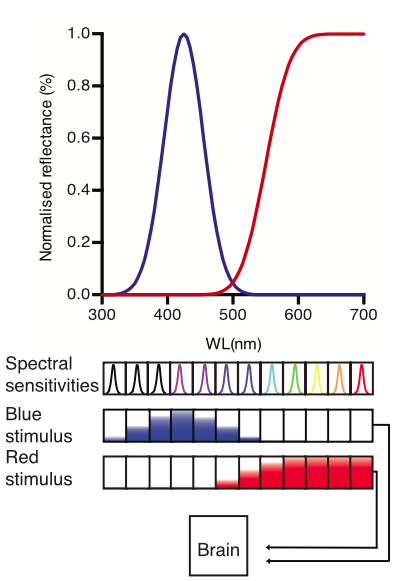 Normalised reflectance (%)
1.0
0.8
0.6
0.4
0.2
0.0
300 400 500 600 700
WL(nm)
Spectral
sensitivities
Blue
stimulus
Red
stimulus
Brain